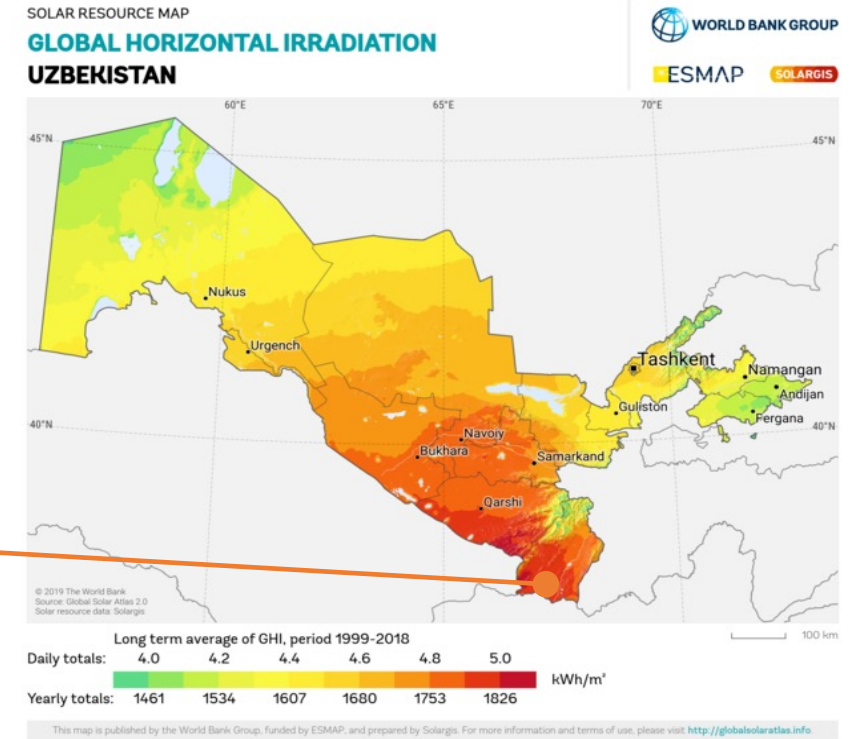 SOLAR RESOURCE MAP
GLOBAL HORIZONTAL IRRADIATION
UZBEKISTAN
WORLD BANK GROUP
ESMAP
SOLARGIS
60°E 65°E 70°E
45°N 45°N
Nukus
Urgench
Tashkent
Namangan
Andijan
Guliston
Fergana
40°N 40°N
Navoiy
Bukhara
Samarkand
Qarshi
© 2019 The World Bank
Source: Global Solar Atlas 2.0
Solar resource data: Solargis
100 km
Long term average of GHI, period 1999-2018
Daily totals: 4.0 4.2 4.4 4.6 4.8 5.0
kWh/m²
Yearly totals: 1461 1534 1607 1680 1753 1826
This map is published by the World Bank Group, funded by ESMAP, and prepared by Solargis. For more information and terms of use, please visit http://globalsolaratlas.info.